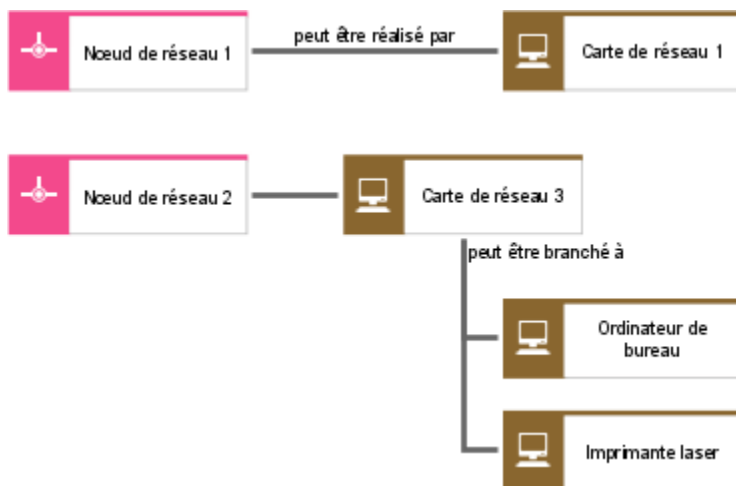 Nœud de réseau 1
peut être réalisé par
Carte de réseau 1
Nœud de réseau 2
Carte de réseau 3
peut être branché à
Ordinateur de
bureau
Imprimante laser